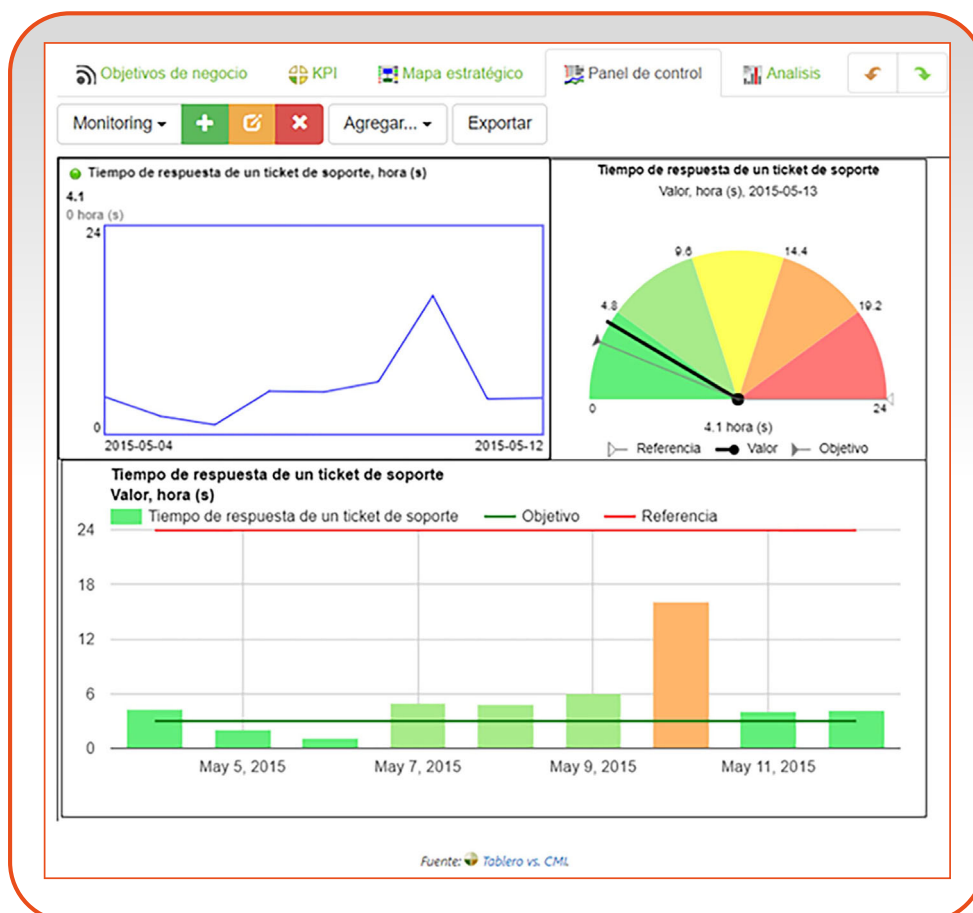 Objetivos de negocio KPI Mapa estratégico Panel de control Analisis
Monitoring Agregar... Exportar
Tiempo de respuesta de un ticket de soporte, hora (s)
4.1
0 hora (s)
24
0
2015-05-04 2015-05-12
Tiempo de respuesta de un ticket de soporte
Valor, hora (s), 2015-05-13
9.6 14.4
4.8 19.2
0 24
4.1 hora (s)
Referencia Valor Objetivo
Tiempo de respuesta de un ticket de soporte
Valor, hora (s)
Tiempo de respuesta de un ticket de soporte Objetivo Referencia
24
18
12
6
0
May 5, 2015 May 7, 2015 May 9, 2015 May 11, 2015
Fuente: Tablero vs. CML